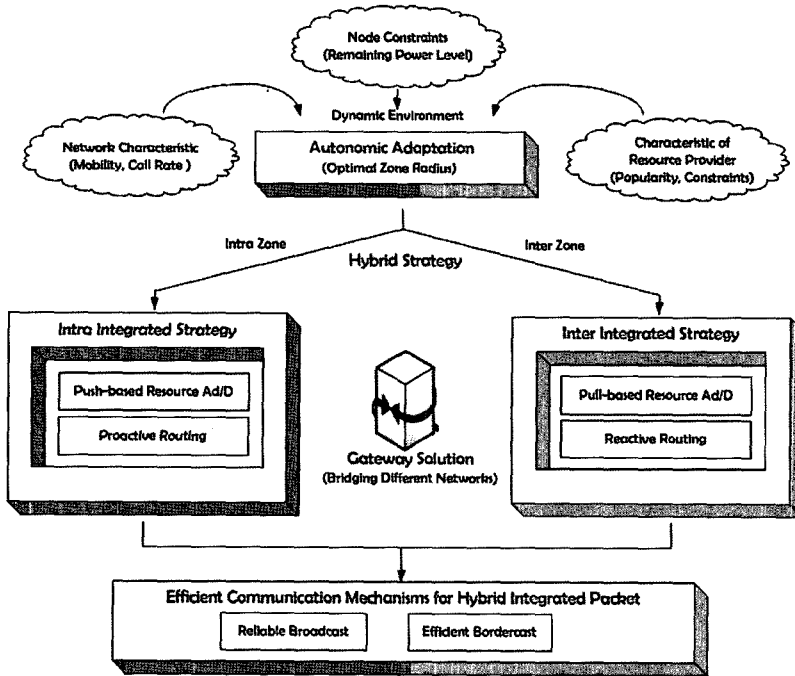 Node Constraints
(Remaining Power Level)
Dynamic Environment
Network Characteristic
(Mobility, Call Rate )
Autonomic Adaptation
(Optimal Zone Radius)
Characteristic of
Resource Provider
(Popularity, Constraints)
Intra Zone
Inter Zone
Hybrid Strategy
Intra Integrated Strategy
Push-based Resource Ad/D
Proactive Routing
Inter Integrated Strategy
Pull-based Resource Ad/D
Reactive Routing
Gateway Solution
(Bridging Different Networks)
Efficient Communication Mechanisms for Hybrid Integrated Packet
Reliable Broadcast
Efficient Bordercast